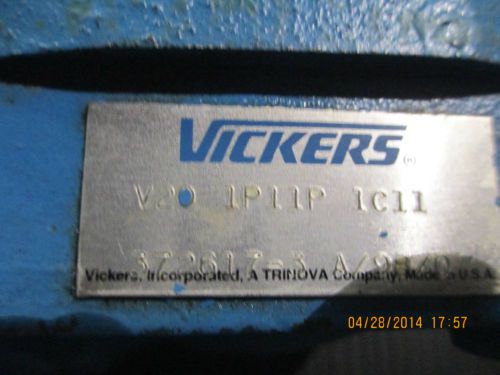 VICKERS®
V20 1P11P 1C11
Vickers, Incorporated, A TRINOVA Company, Made in U.S.A.
04/28/2014 17:57